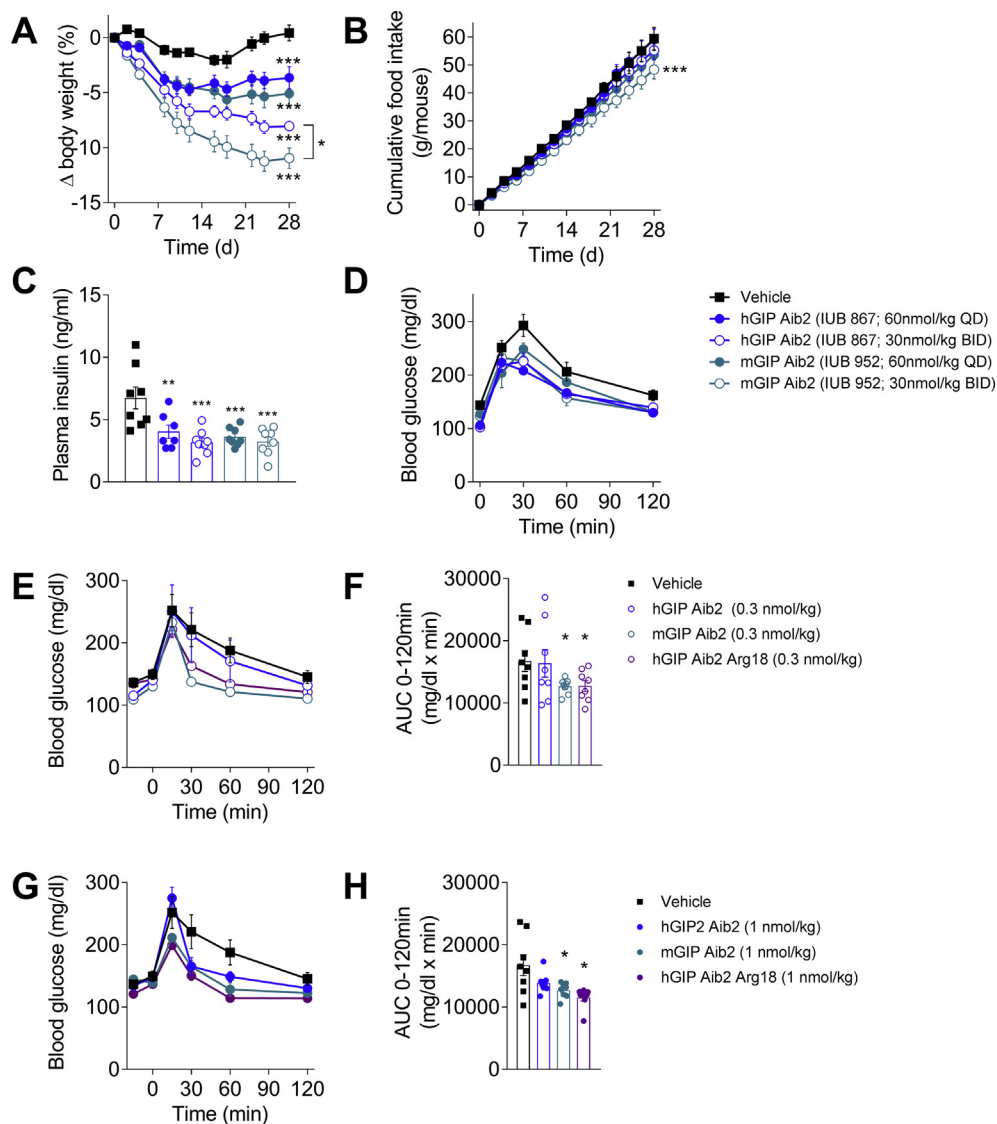 A
Δ body weight (%)
0
-5
-10
-15
***
***
***
*
***
0 7 14 21 28
Time (d)
B
Cumulative food intake
(g/mouse)
60
50
40
30
20
10
0
***
0 7 14 21 28
Time (d)
C
Plasma insulin (ng/ml)
15
10
5
0
** *** *** ***
D
Blood glucose (mg/dl)
300
200
100
0
0 30 60 90 120
Time (min)
Vehicle
hGIP Aib2 (IUB 867; 60nmol/kg QD)
hGIP Aib2 (IUB 867; 30nmol/kg BID)
mGIP Aib2 (IUB 952; 60nmol/kg QD)
mGIP Aib2 (IUB 952; 30nmol/kg BID)
E
Blood glucose (mg/dl)
300
200
100
0
0 30 60 90 120
Time (min)
F
AUC 0-120min
(mg/dl x min)
30000
20000
10000
0
* *
Vehicle
hGIP Aib2 (0.3 nmol/kg)
mGIP Aib2 (0.3 nmol/kg)
hGIP Aib2 Arg18 (0.3 nmol/kg)
G
Blood glucose (mg/dl)
300
200
100
0
0 30 60 90 120
Time (min)
H
AUC 0-120min
(mg/dl x min)
30000
20000
10000
0
* *
Vehicle
hGIP2 Aib2 (1 nmol/kg)
mGIP Aib2 (1 nmol/kg)
hGIP Aib2 Arg18 (1 nmol/kg)